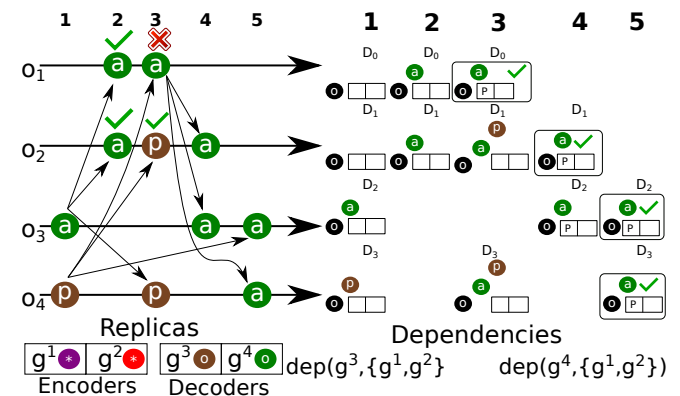 1 2 3 4 5 1 2 3 4 5
D0 D0 D0
o1 a a o o a o a P
D1 D1 D1 D1
o2 a p a o o a o a p o a P
D2 D2 D2
o3 a a a o a o a P o a P
D3 D3 D3
o4 p p a o p o a p o a P
Replicas Dependencies
g1 * g2 * g3 o g4 o dep(g3,{g1,g2} dep(g4,{g1,g2})
Encoders Decoders